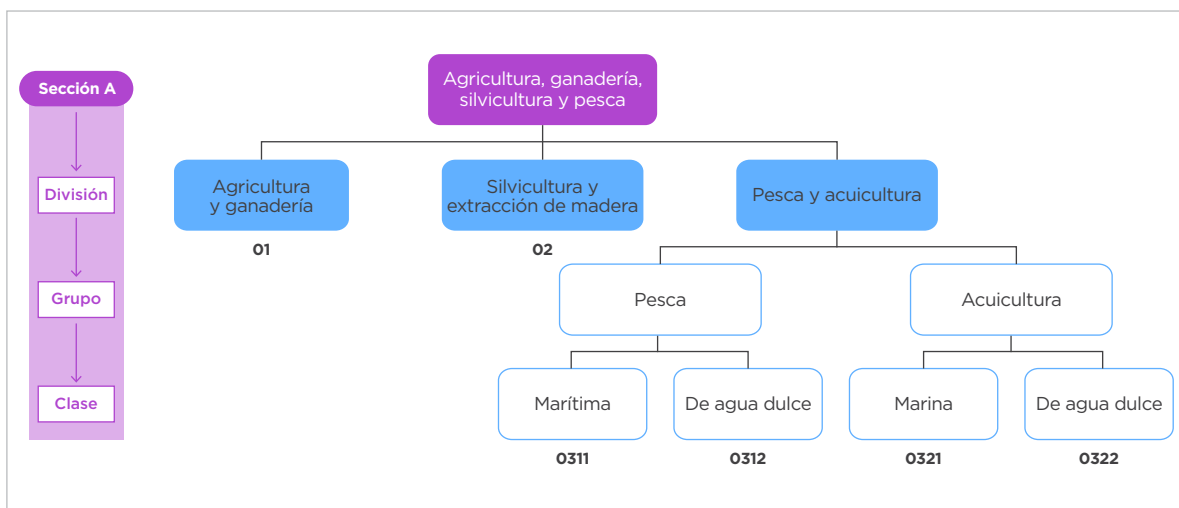 Sección A
División
Grupo
Clase
Agricultura, ganadería,
silvicultura y pesca
Agricultura
y ganadería
01
Silvicultura y
extracción de madera
02
Pesca y acuicultura
Pesca
Acuicultura
Marítima
De agua dulce
Marina
De agua dulce
0311
0312
0321
0322